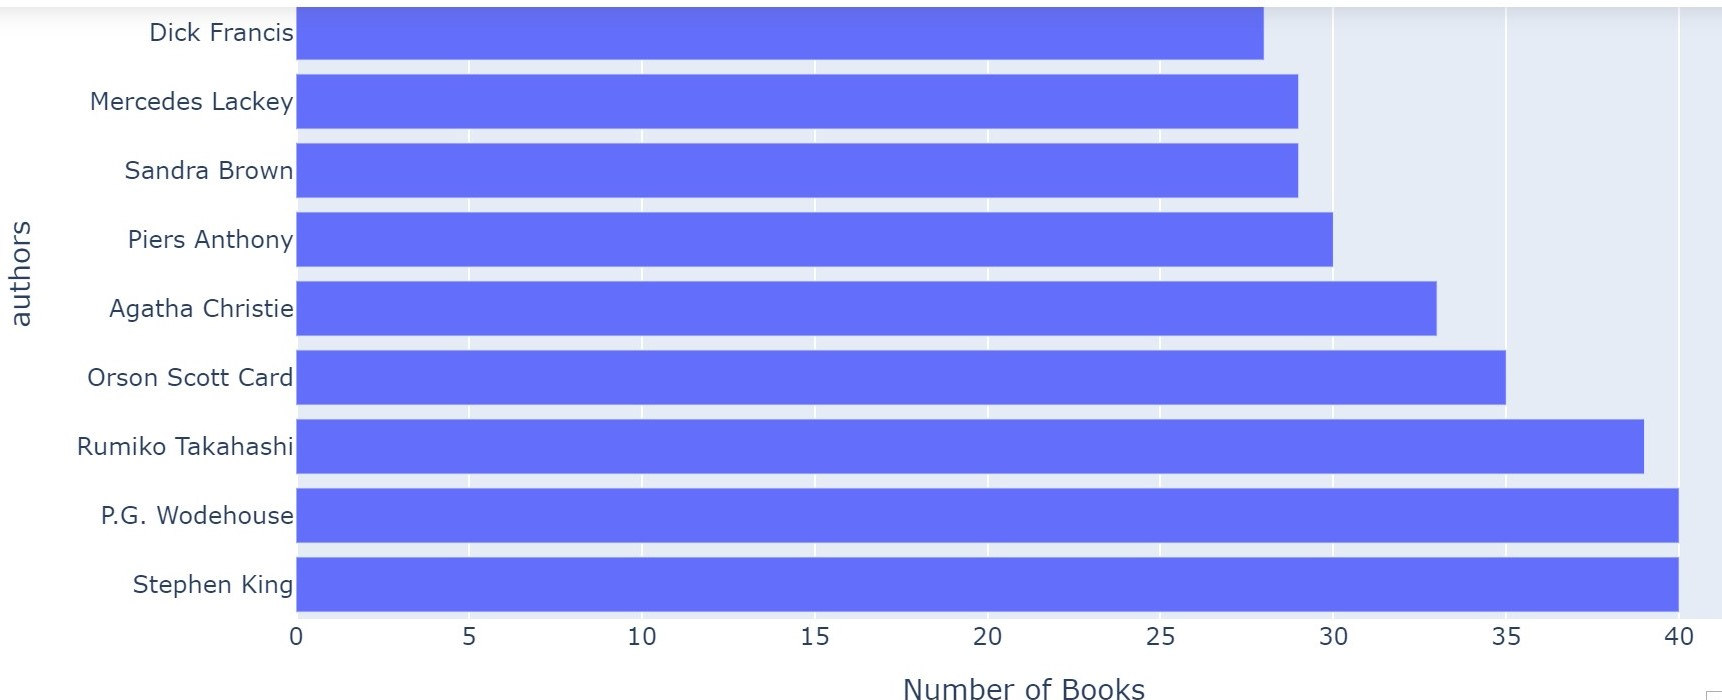 Dick Francis
Mercedes Lackey
Sandra Brown
Piers Anthony
Agatha Christie
Orson Scott Card
Rumiko Takahashi
P.G. Wodehouse
Stephen King
authors
0 5 10 15 20 25 30 35 40
Number of Books